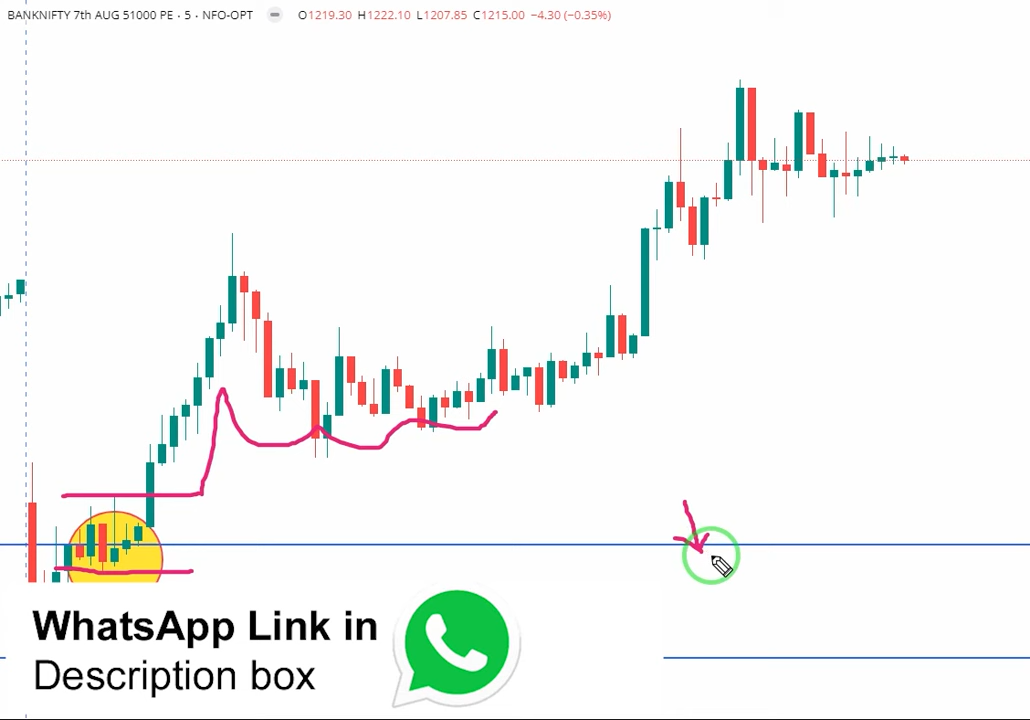 BANKNIFTY 7th AUG 51000 PE · 5 · NFO-OPT O1219.30 H1222.10 L1207.85 C1215.00 −4.30 (−0.35%)
WhatsApp Link in
Description box